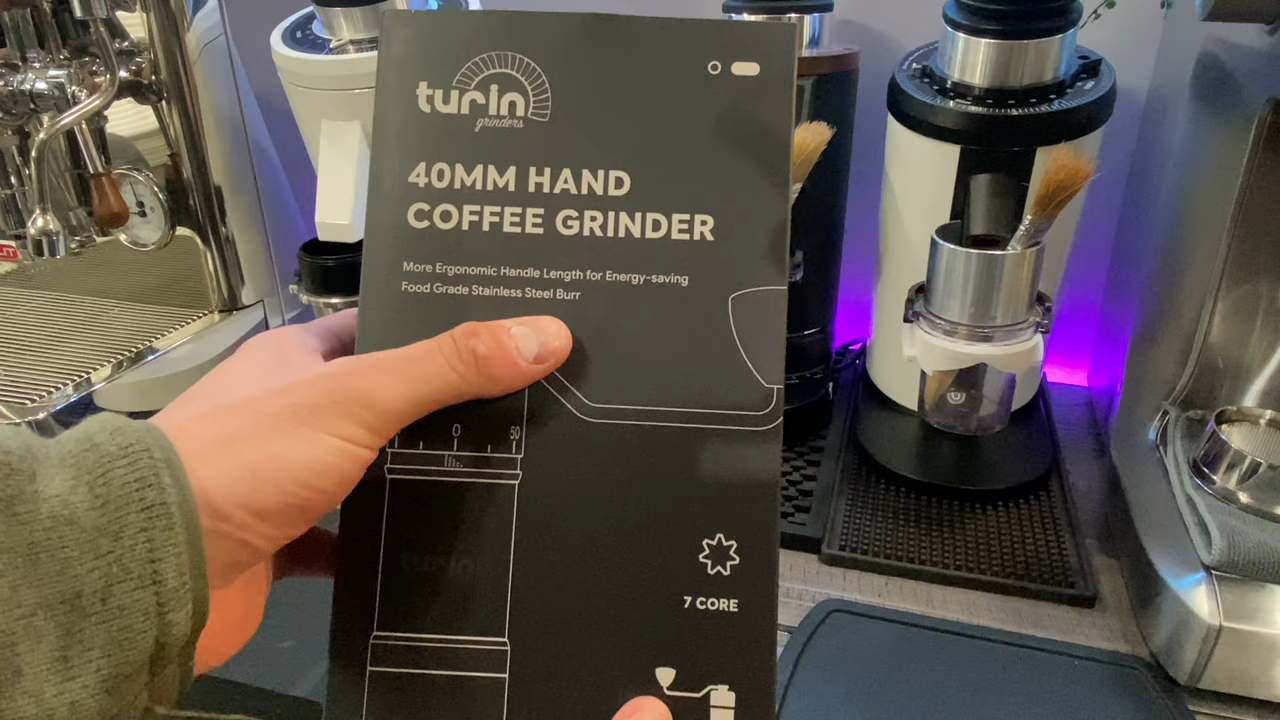 turin
grinders
40MM HAND
COFFEE GRINDER
More Ergonomic Handle Length for Energy-saving
Food Grade Stainless Steel Burr
0 50
7 CORE